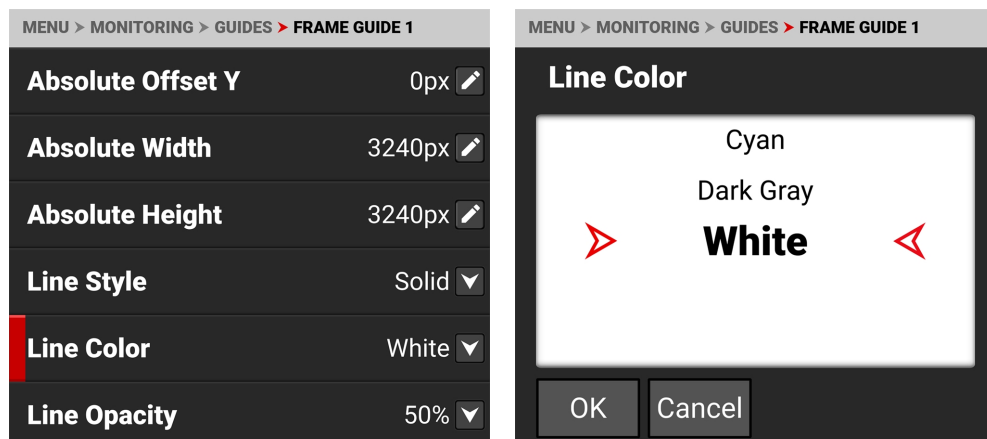 MENU > MONITORING > GUIDES > FRAME GUIDE 1
Absolute Offset Y 0px
Absolute Width 3240px
Absolute Height 3240px
Line Style Solid
Line Color White
Line Opacity 50%
MENU > MONITORING > GUIDES > FRAME GUIDE 1
Line Color
Cyan
Dark Gray
White
OK Cancel